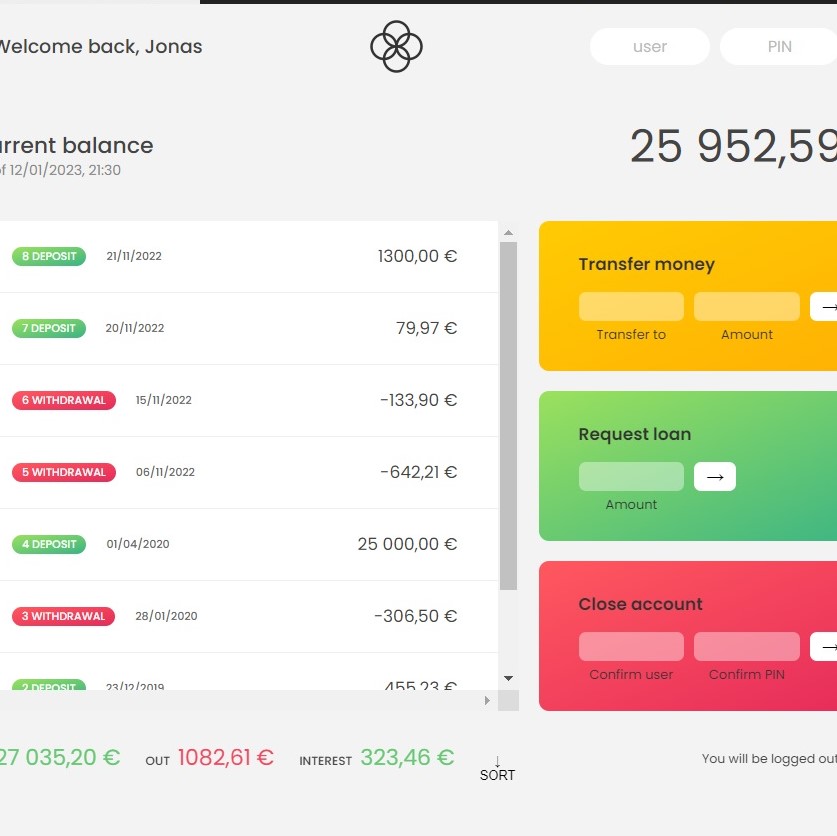 Welcome back, Jonas
user
PIN
urrent balance
of 12/01/2023, 21:30
25 952,59
8 DEPOSIT 21/11/2022 1300,00 €
7 DEPOSIT 20/11/2022 79,97 €
6 WITHDRAWAL 15/11/2022 -133,90 €
5 WITHDRAWAL 06/11/2022 -642,21 €
4 DEPOSIT 01/04/2020 25 000,00 €
3 WITHDRAWAL 28/01/2020 -306,50 €
2 DEPOSIT 23/12/2019 455,23 €
Transfer money
→
Transfer to Amount
Request loan
→
Amount
Close account
→
Confirm user Confirm PIN
27 035,20 € OUT 1082,61 € INTEREST 323,46 €
↓
SORT
You will be logged out